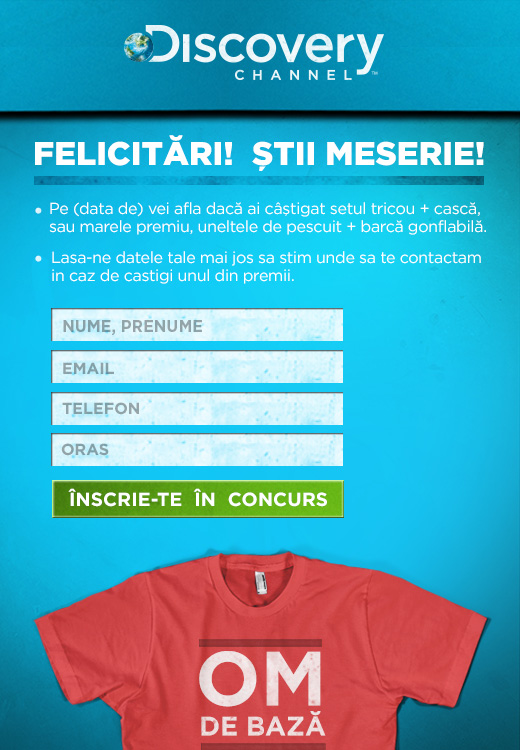 Discovery
CHANNEL™
FELICITĂRI! ȘTII MESERIE!
• Pe (data de) vei afla dacă ai câștigat setul tricou + cască,
sau marele premiu, uneltele de pescuit + barcă gonflabilă.
• Lasa-ne datele tale mai jos sa stim unde sa te contactam
in caz de castigi unul din premii.
NUME, PRENUME
EMAIL
TELEFON
ORAS
ÎNSCRIE-TE ÎN CONCURS
OM
DE BAZĂ